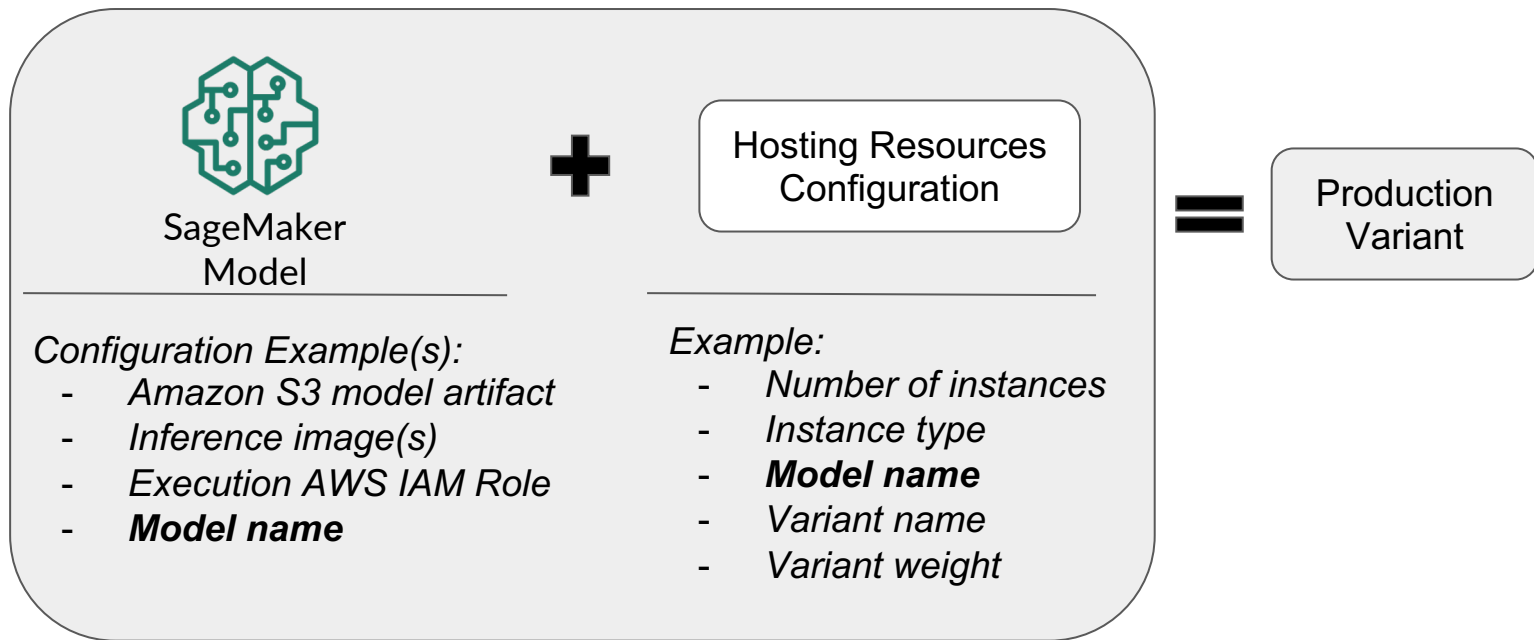 SageMaker
Model
Hosting Resources
Configuration
Production
Variant
Configuration Example(s):
- Amazon S3 model artifact
- Inference image(s)
- Execution AWS IAM Role
- Model name
Example:
- Number of instances
- Instance type
- Model name
- Variant name
- Variant weight